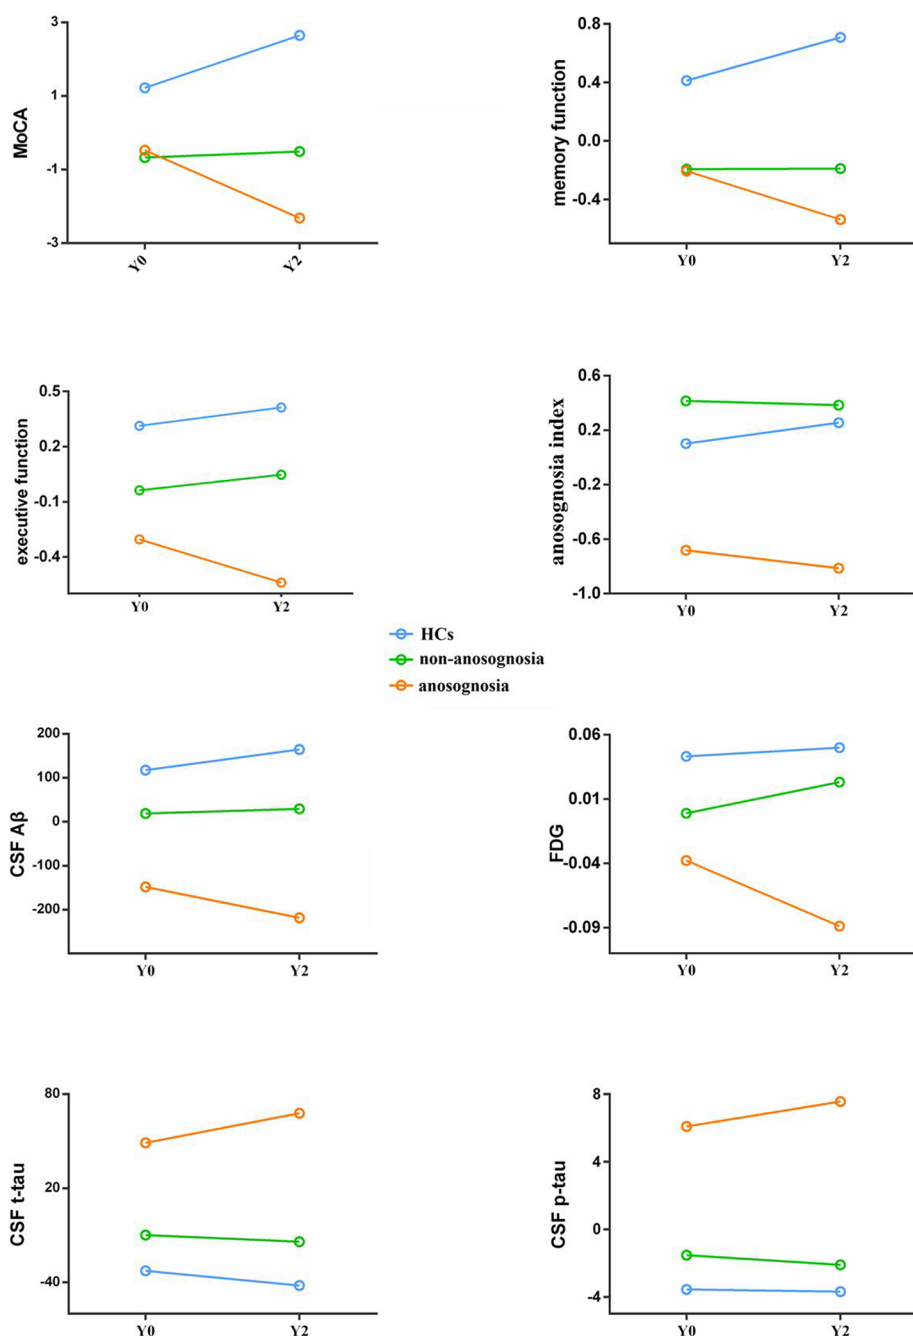 MoCA
3
1
-1
-3
Y0
Y2
memory function
0.8
0.4
0.0
-0.4
Y0
Y2
executive function
0.5
0.2
-0.1
-0.4
Y0
Y2
anosognosia index
0.6
0.2
-0.2
-0.6
-1.0
Y0
Y2
HCs
non-anosognosia
anosognosia
CSF Aβ
200
100
0
-100
-200
Y0
Y2
FDG
0.06
0.01
-0.04
-0.09
Y0
Y2
CSF t-tau
80
20
-40
Y0
Y2
CSF p-tau
8
4
0
-4
Y0
Y2